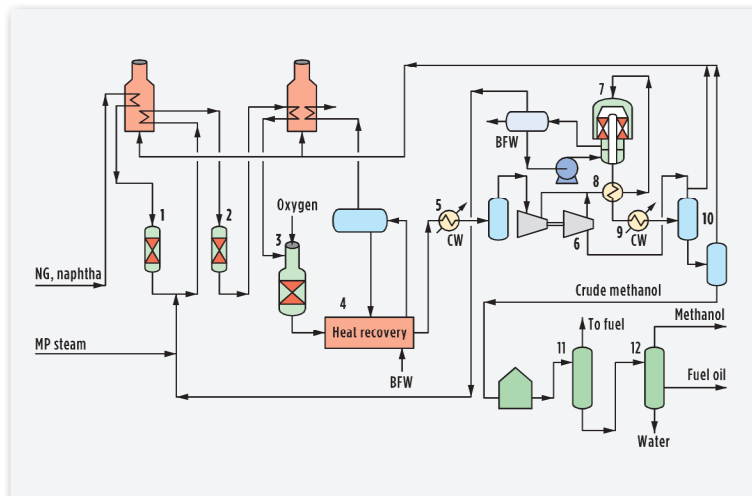 7
BFW
8
1
2
Oxygen
5
CW
6
9
CW
10
3
NG, naphtha
4
Crude methanol
Heat recovery
To fuel
Methanol
MP steam
11
12
BFW
Fuel oil
Water